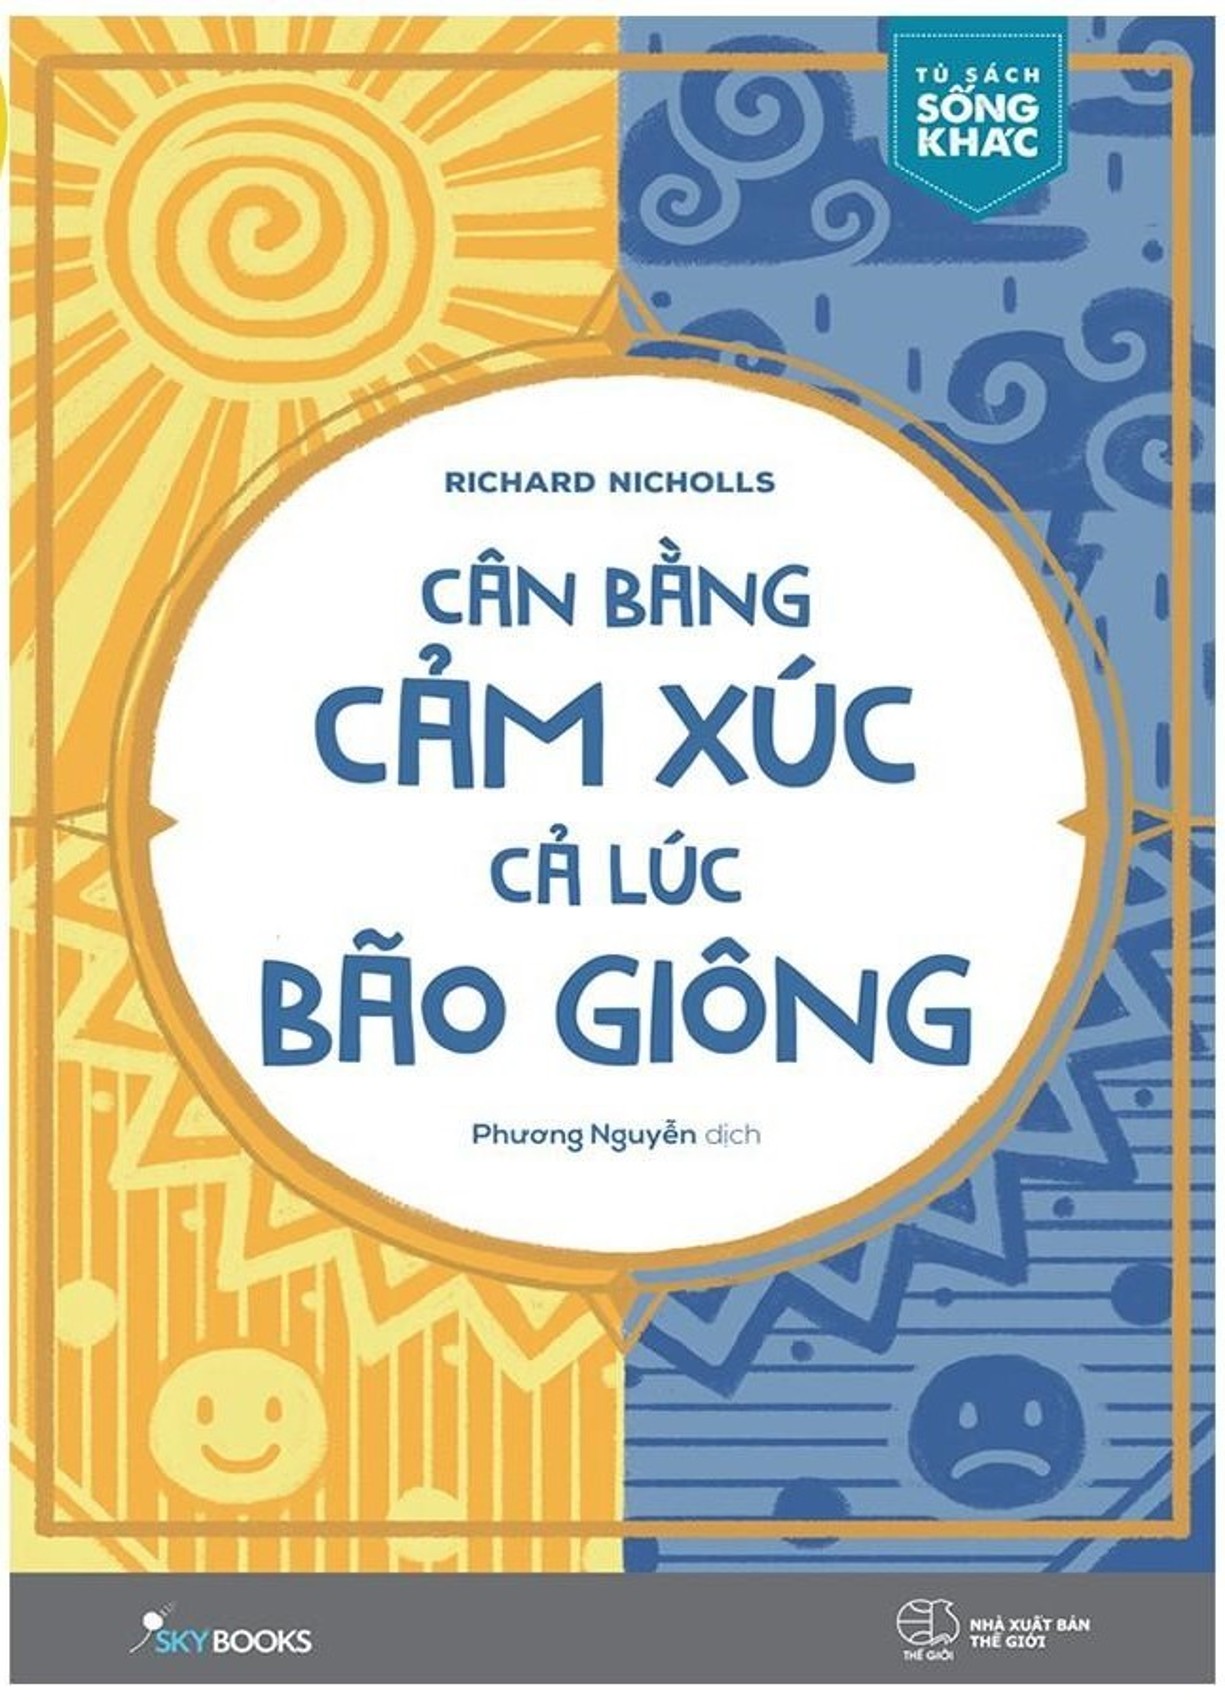 TỦ SÁCH
SỐNG
KHÁC
RICHARD NICHOLLS
CÂN BẰNG
CẢM XÚC
CẢ LÚC
BÃO GIÔNG
Phương Nguyễn dịch
SKYBOOKS
THẾ GIỚI
NHÀ XUẤT BẢN
THẾ GIỚI